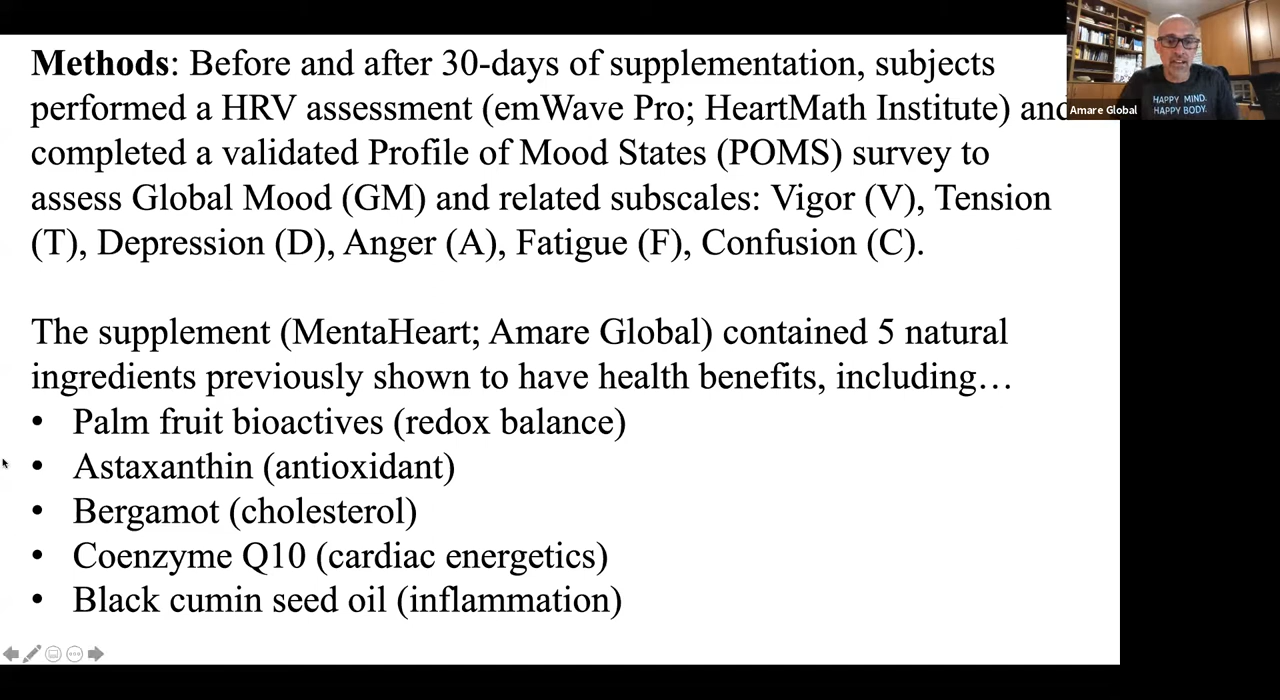 Methods: Before and after 30-days of supplementation, subjects
performed a HRV assessment (emWave Pro; HeartMath Institute) and
completed a validated Profile of Mood States (POMS) survey to
assess Global Mood (GM) and related subscales: Vigor (V), Tension
(T), Depression (D), Anger (A), Fatigue (F), Confusion (C).
The supplement (MentaHeart; Amare Global) contained 5 natural
ingredients previously shown to have health benefits, including…
• Palm fruit bioactives (redox balance)
• Astaxanthin (antioxidant)
• Bergamot (cholesterol)
• Coenzyme Q10 (cardiac energetics)
• Black cumin seed oil (inflammation)
Amare Global
HAPPY MIND.
HAPPY BODY.